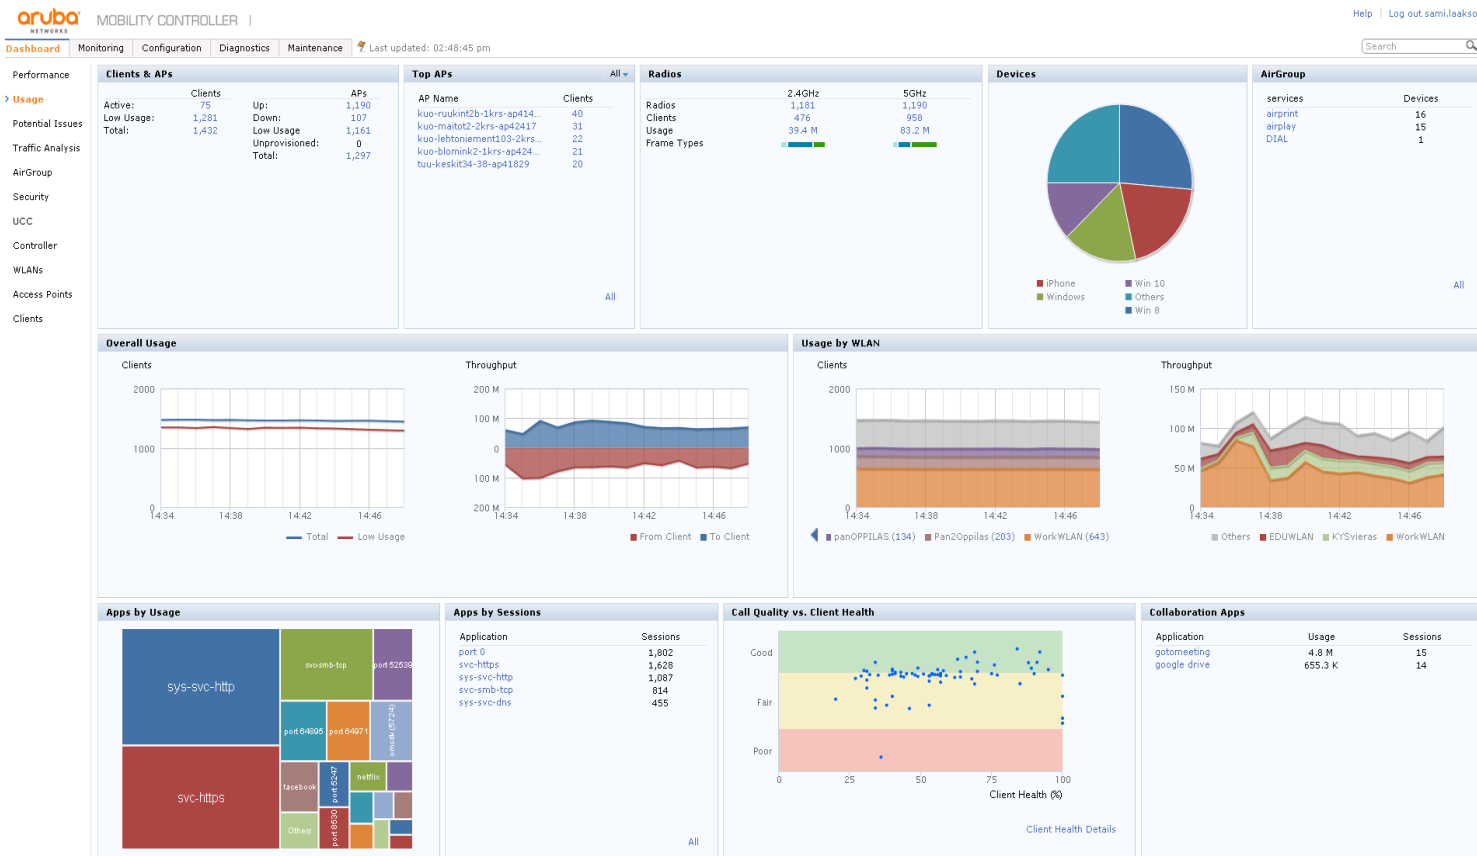 aruba
NETWORKS
MOBILITY CONTROLLER |
Help | Log out sami.laakso
Dashboard Monitoring Configuration Diagnostics Maintenance Last updated: 02:48:45 pm Search
Performance
Usage
Potential Issues
Traffic Analysis
AirGroup
Security
UCC
Controller
WLANs
Access Points
Clients
Clients & APs
Clients
Active: 75
Low Usage: 1,281
Total: 1,432
APs
Up: 1,190
Down: 107
Low Usage 1,161
Unprovisioned: 0
Total: 1,297
Top APs All
AP Name Clients
kuo-ruukint2b-1krs-ap414... 40
kuo-maitot2-2krs-ap42417 31
kuo-lehtoniement103-2krs... 22
kuo-blomink2-1krs-ap424... 21
tuu-keskit34-38-ap41829 20
All
Radios
2.4GHz 5GHz
Radios 1,181 1,190
Clients 476 958
Usage 39.4 M 83.2 M
Frame Types
Devices
iPhone Win 10
Windows Others
Win 8
AirGroup
services Devices
airprint 16
airplay 15
DIAL 1
All
Overall Usage
Clients
2000
1000
0
14:34 14:38 14:42 14:46
Total Low Usage
Throughput
200 M
100 M
0
100 M
200 M
14:34 14:38 14:42 14:46
From Client To Client
Usage by WLAN
Clients
2000
1000
0
14:34 14:38 14:42 14:46
panOPPILAS (134) Pan2Oppilas (203) WorkWLAN (643)
Throughput
150 M
100 M
50 M
0
14:34 14:38 14:42 14:46
Others EDUWLAN KYSvieras WorkWLAN
Apps by Usage
sys-svc-http
svc-smb-tcp
port 52539
port 64895
port 64971
omsdk (5724)
svc-https
facebook
port 5247
netflix
Others
port 8530
Apps by Sessions
Application Sessions
port 0 1,802
svc-https 1,628
sys-svc-http 1,087
svc-smb-tcp 814
sys-svc-dns 455
All
Call Quality vs. Client Health
Good
Fair
Poor
0 25 50 75 100
Client Health (%)
Client Health Details
Collaboration Apps
Application Usage Sessions
gotomeeting 4.8 M 15
google drive 655.3 K 14